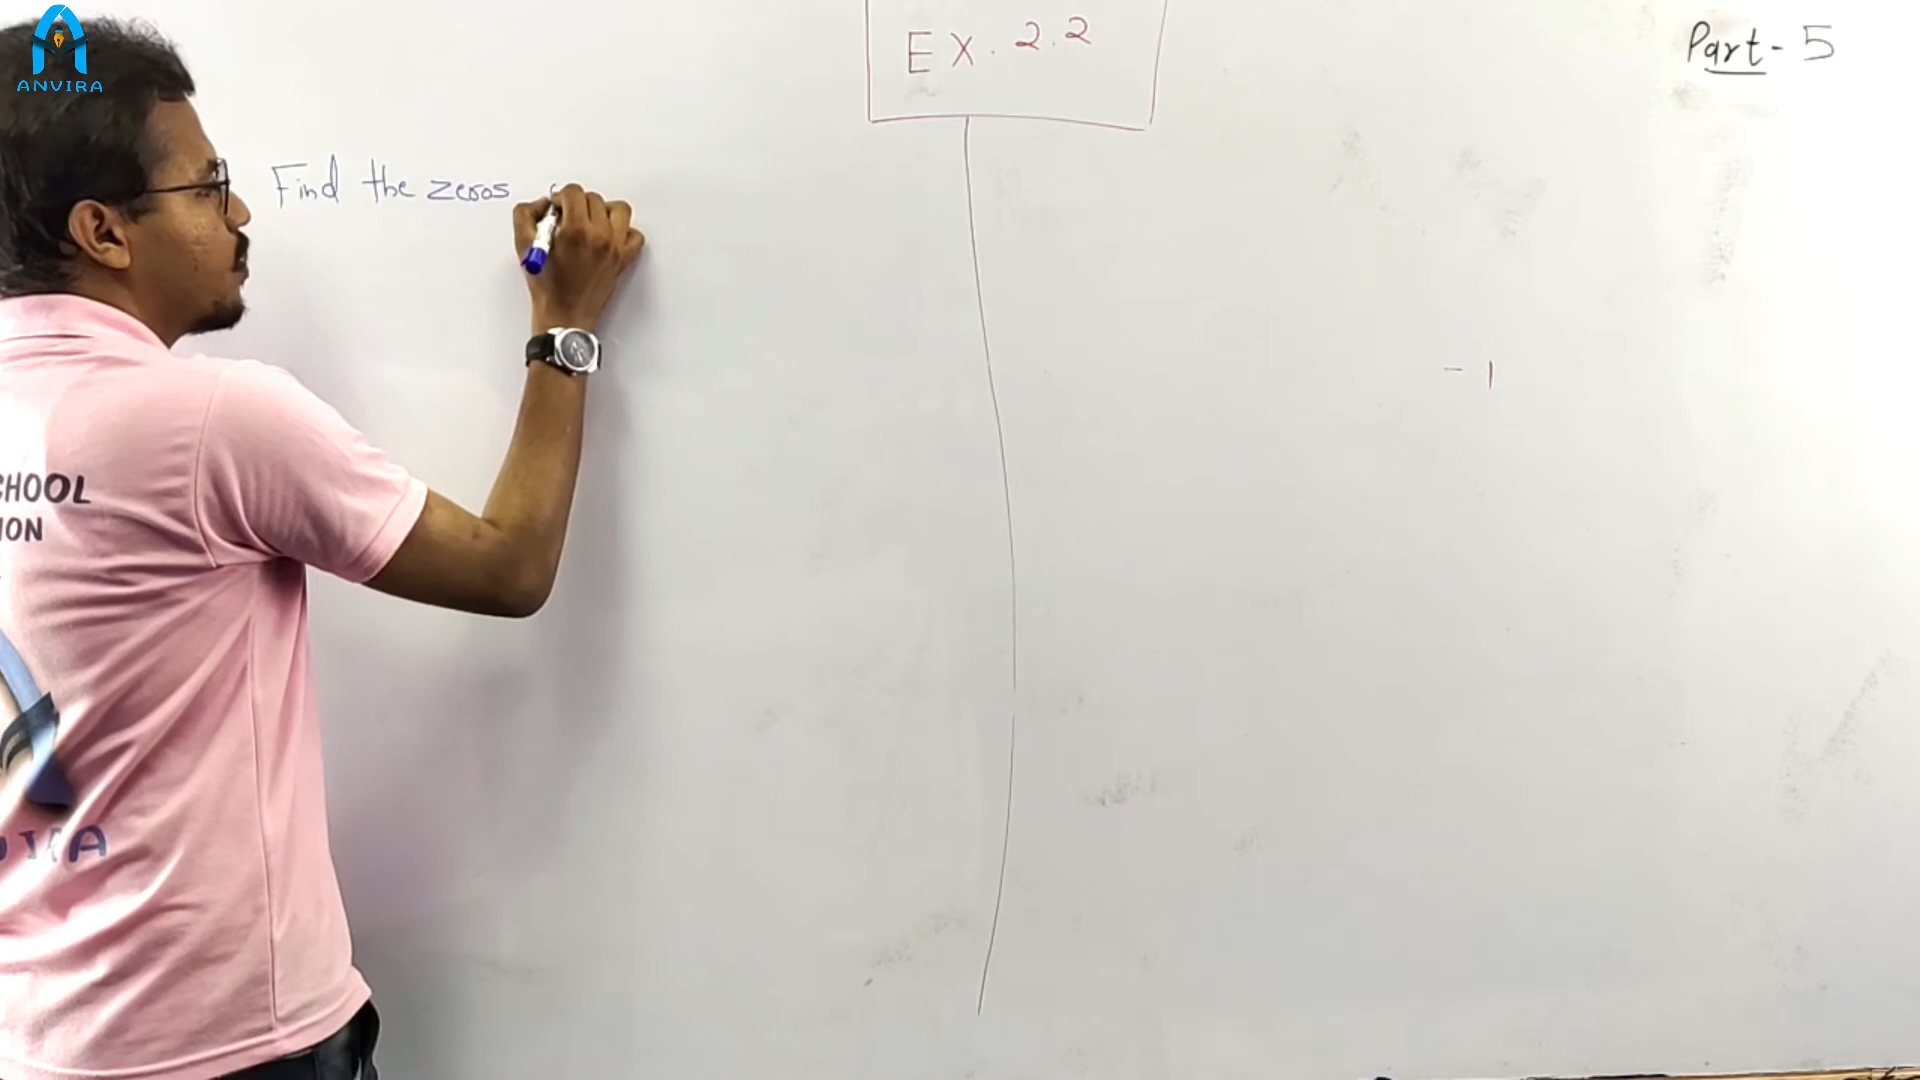 ANVIRA
Ex. 2.2
Part - 5
Find the zeros
- 1
CHOOL
ION